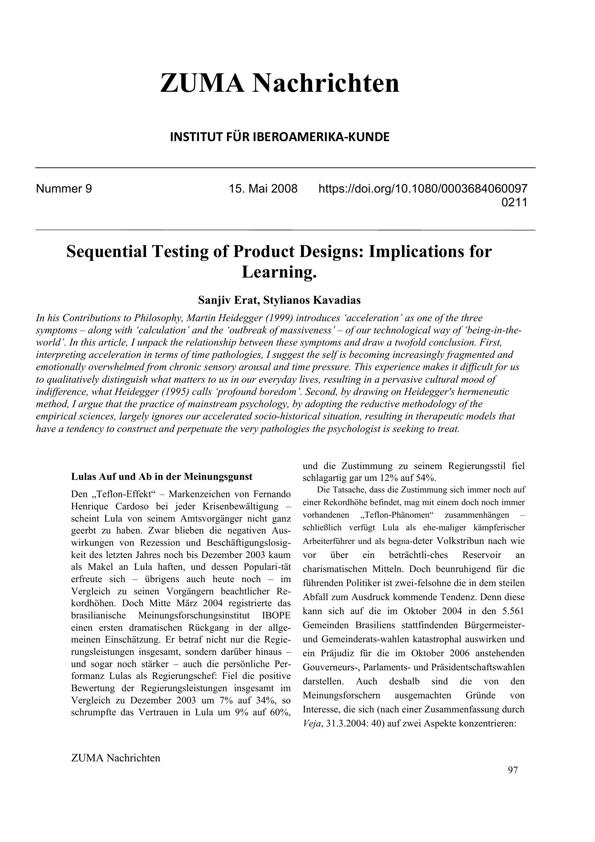 ZUMA Nachrichten
INSTITUT FÜR IBEROAMERIKA-KUNDE
Nummer 9 15. Mai 2008 https://doi.org/10.1080/0003684060097
0211
Sequential Testing of Product Designs: Implications for
Learning.
Sanjiv Erat, Stylianos Kavadias
In his Contributions to Philosophy, Martin Heidegger (1999) introduces ‘acceleration’ as one of the three
symptoms – along with ‘calculation’ and the ‘outbreak of massiveness’ – of our technological way of ‘being-in-the-
world’. In this article, I unpack the relationship between these symptoms and draw a twofold conclusion. First,
interpreting acceleration in terms of time pathologies, I suggest the self is becoming increasingly fragmented and
emotionally overwhelmed from chronic sensory arousal and time pressure. This experience makes it difficult for us
to qualitatively distinguish what matters to us in our everyday lives, resulting in a pervasive cultural mood of
indifference, what Heidegger (1995) calls ‘profound boredom’. Second, by drawing on Heidegger's hermeneutic
method, I argue that the practice of mainstream psychology, by adopting the reductive methodology of the
empirical sciences, largely ignores our accelerated socio-historical situation, resulting in therapeutic models that
have a tendency to construct and perpetuate the very pathologies the psychologist is seeking to treat.
Lulas Auf und Ab in der Meinungsgunst
Den „Teflon-Effekt“ – Markenzeichen von Fernando
Henrique Cardoso bei jeder Krisenbewältigung –
scheint Lula von seinem Amtsvorgänger nicht ganz
geerbt zu haben. Zwar blieben die negativen Aus-
wirkungen von Rezession und Beschäftigungslosig-
keit des letzten Jahres noch bis Dezember 2003 kaum
als Makel an Lula haften, und dessen Populari-tät
erfreute sich – übrigens auch heute noch – im
Vergleich zu seinen Vorgängern beachtlicher Re-
kordhöhen. Doch Mitte März 2004 registrierte das
brasilianische Meinungsforschungsinstitut IBOPE
einen ersten dramatischen Rückgang in der allge-
meinen Einschätzung. Er betraf nicht nur die Regie-
rungsleistungen insgesamt, sondern darüber hinaus –
und sogar noch stärker – auch die persönliche Per-
formanz Lulas als Regierungschef: Fiel die positive
Bewertung der Regierungsleistungen insgesamt im
Vergleich zu Dezember 2003 um 7% auf 34%, so
schrumpfte das Vertrauen in Lula um 9% auf 60%,
und die Zustimmung zu seinem Regierungsstil fiel
schlagartig gar um 12% auf 54%.
Die Tatsache, dass die Zustimmung sich immer noch auf
einer Rekordhöhe befindet, mag mit einem doch noch immer
vorhandenen „Teflon-Phänomen“ zusammenhängen –
schließlich verfügt Lula als ehe-maliger kämpferischer
Arbeiterführer und als begna-deter Volkstribun nach wie
vor über ein beträchtli-ches Reservoir an
charismatischen Mitteln. Doch beunruhigend für die
führenden Politiker ist zwei-felsohne die in dem steilen
Abfall zum Ausdruck kommende Tendenz. Denn diese
kann sich auf die im Oktober 2004 in den 5.561
Gemeinden Brasiliens stattfindenden Bürgermeister-
und Gemeinderats-wahlen katastrophal auswirken und
ein Präjudiz für die im Oktober 2006 anstehenden
Gouverneurs-, Parlaments- und Präsidentschaftswahlen
darstellen. Auch deshalb sind die von den
Meinungsforschern ausgemachten Gründe von
Interesse, die sich (nach einer Zusammenfassung durch
Veja, 31.3.2004: 40) auf zwei Aspekte konzentrieren:
ZUMA Nachrichten
97